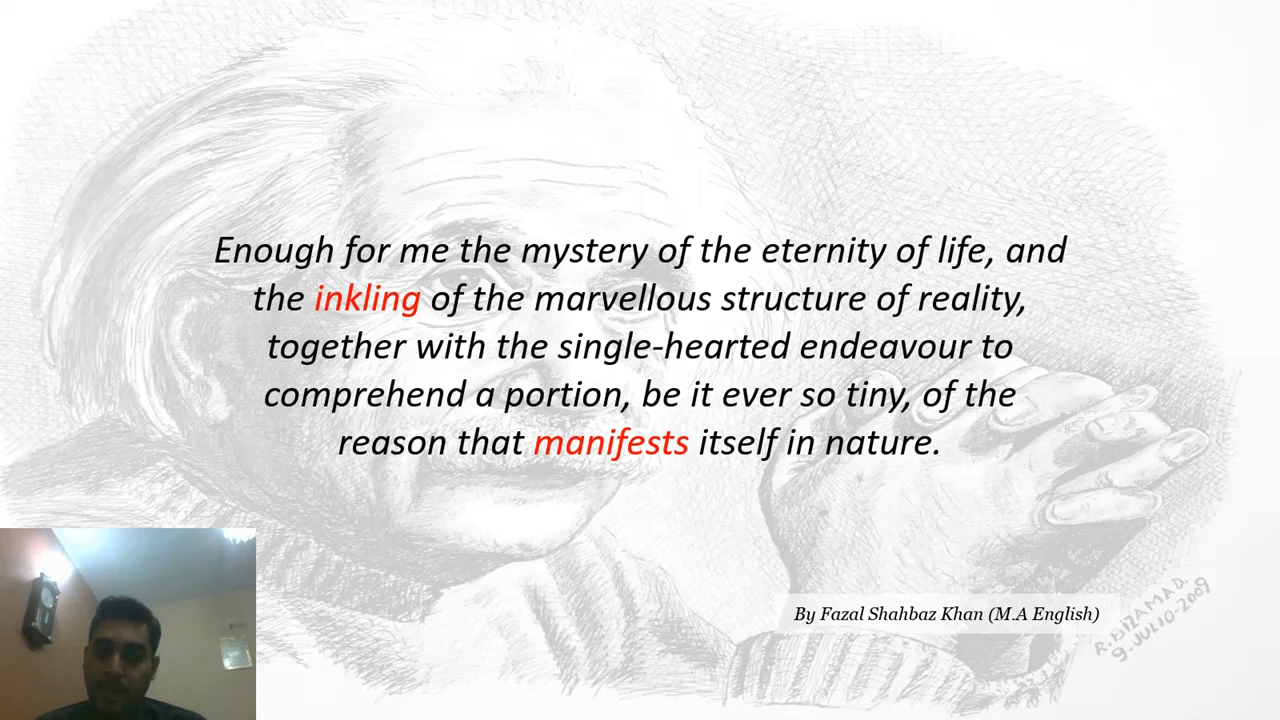 Enough for me the mystery of the eternity of life, and
the inkling of the marvellous structure of reality,
together with the single-hearted endeavour to
comprehend a portion, be it ever so tiny, of the
reason that manifests itself in nature.
By Fazal Shahbaz Khan (M.A English)
R. DIZAMA D.
9-JULIO-2009